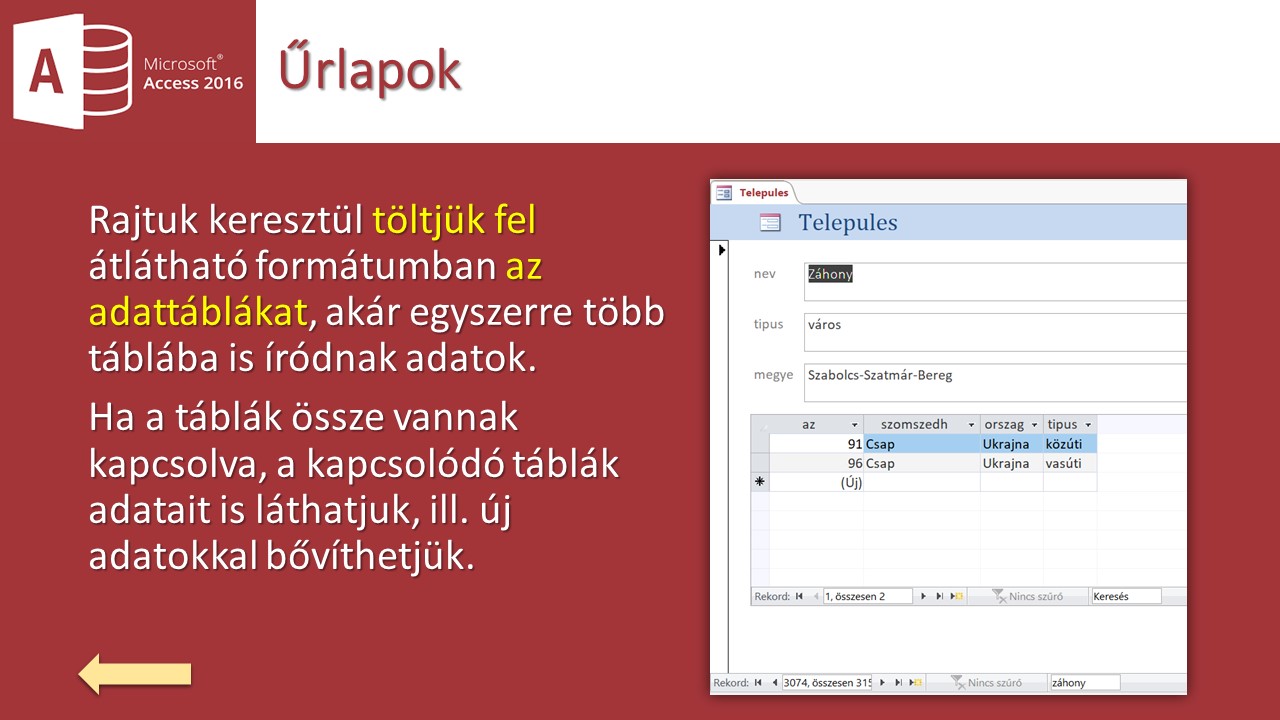 Microsoft®
Access 2016
Űrlapok
Rajtuk keresztül töltjük fel
átlátható formátumban az
adattáblákat, akár egyszerre több
táblába is íródnak adatok.
Ha a táblák össze vannak
kapcsolva, a kapcsolódó táblák
adatait is láthatjuk, ill. új
adatokkal bővíthetjük.
Telepules
Telepules
nev Záhony
tipus város
megye Szabolcs-Szatmár-Bereg
az szomszedh orszag tipus
91 Csap Ukrajna közúti
96 Csap Ukrajna vasúti
(Új)
Rekord: 1, összesen 2 Nincs szűrő Keresés
Rekord: 3074, összesen 315 Nincs szűrő záhony